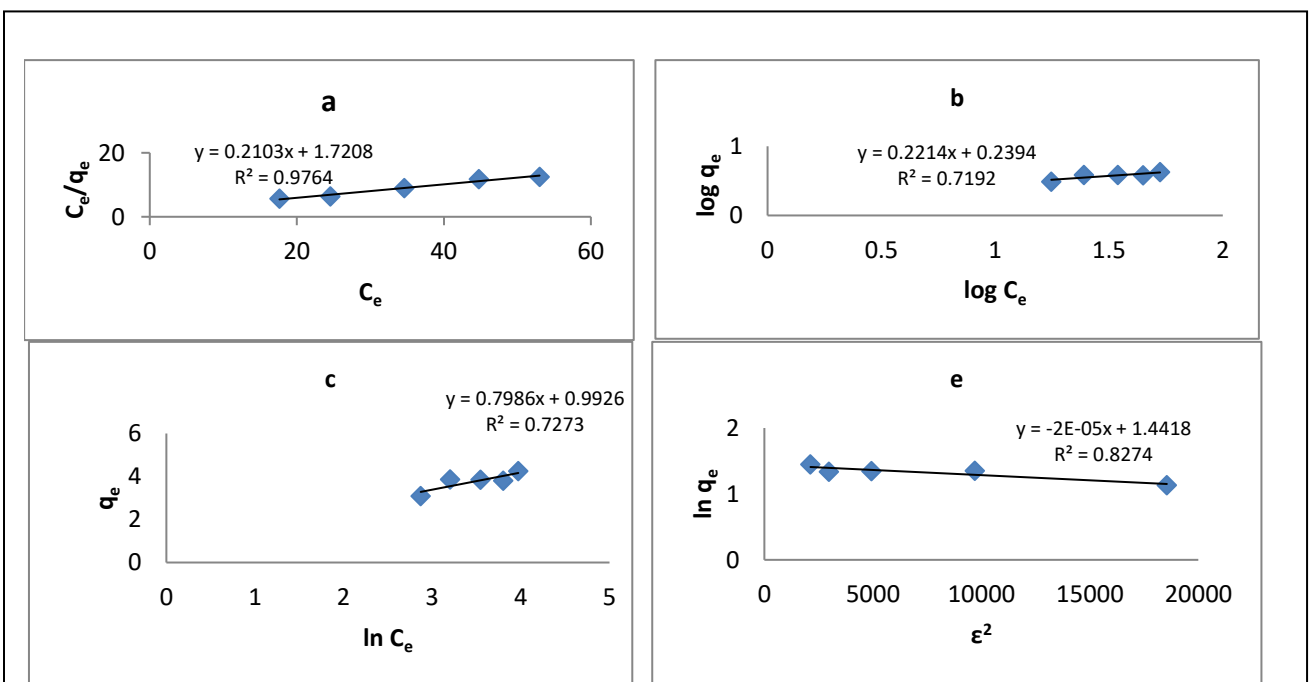 a
y = 0.2103x + 1.7208
R² = 0.9764
20
0
0
20
40
60
Cₑ/qₑ
Cₑ
b
y = 0.2214x + 0.2394
R² = 0.7192
1
0
0
0.5
1
1.5
2
log qₑ
log Cₑ
c
y = 0.7986x + 0.9926
R² = 0.7273
6
4
2
0
0
1
2
3
4
5
qₑ
ln Cₑ
e
y = -2E-05x + 1.4418
R² = 0.8274
2
1
0
0
5000
10000
15000
20000
ln qₑ
ε²